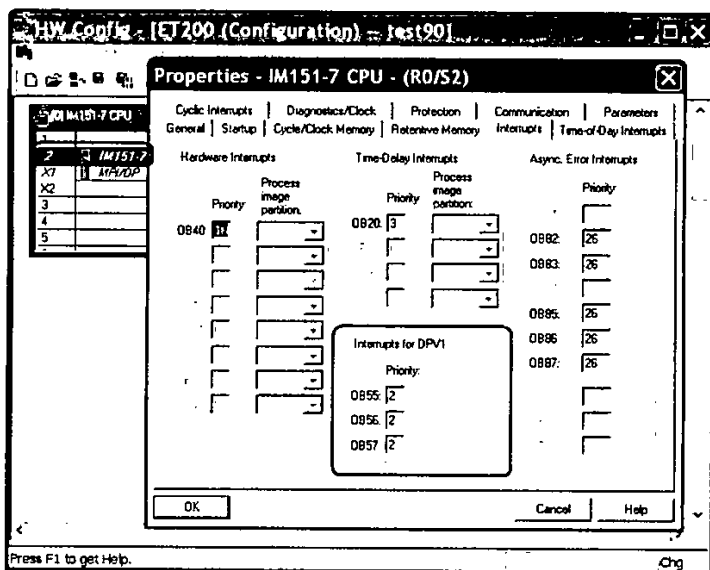 HW Config - [ET200 (Configuration) -- test90]
Properties - IM151-7 CPU - (R0/S2)
(0) IM151-7 CPU
1
2 IM151-7
X1 MPI/DP
X2
3
4
5
Cyclic Interrupts Diagnostics/Clock Protection Communication Parameters
General Startup Cycle/Clock Memory Retentive Memory Interrupts Time-of-Day Interrupts
Hardware Interrupts
Priority
Process image partition:
OB40:
Time-Delay Interrupts
Priority
Process image partition:
OB20: 3
Async. Error Interrupts
Priority
OB82: 26
OB83: 26
OB85: 26
OB86 26
OB87: 26
Interrupts for DPV1
Priority:
OB55: 2
OB56. 2
OB57 2
OK Cancel Help
Press F1 to get Help. Chg